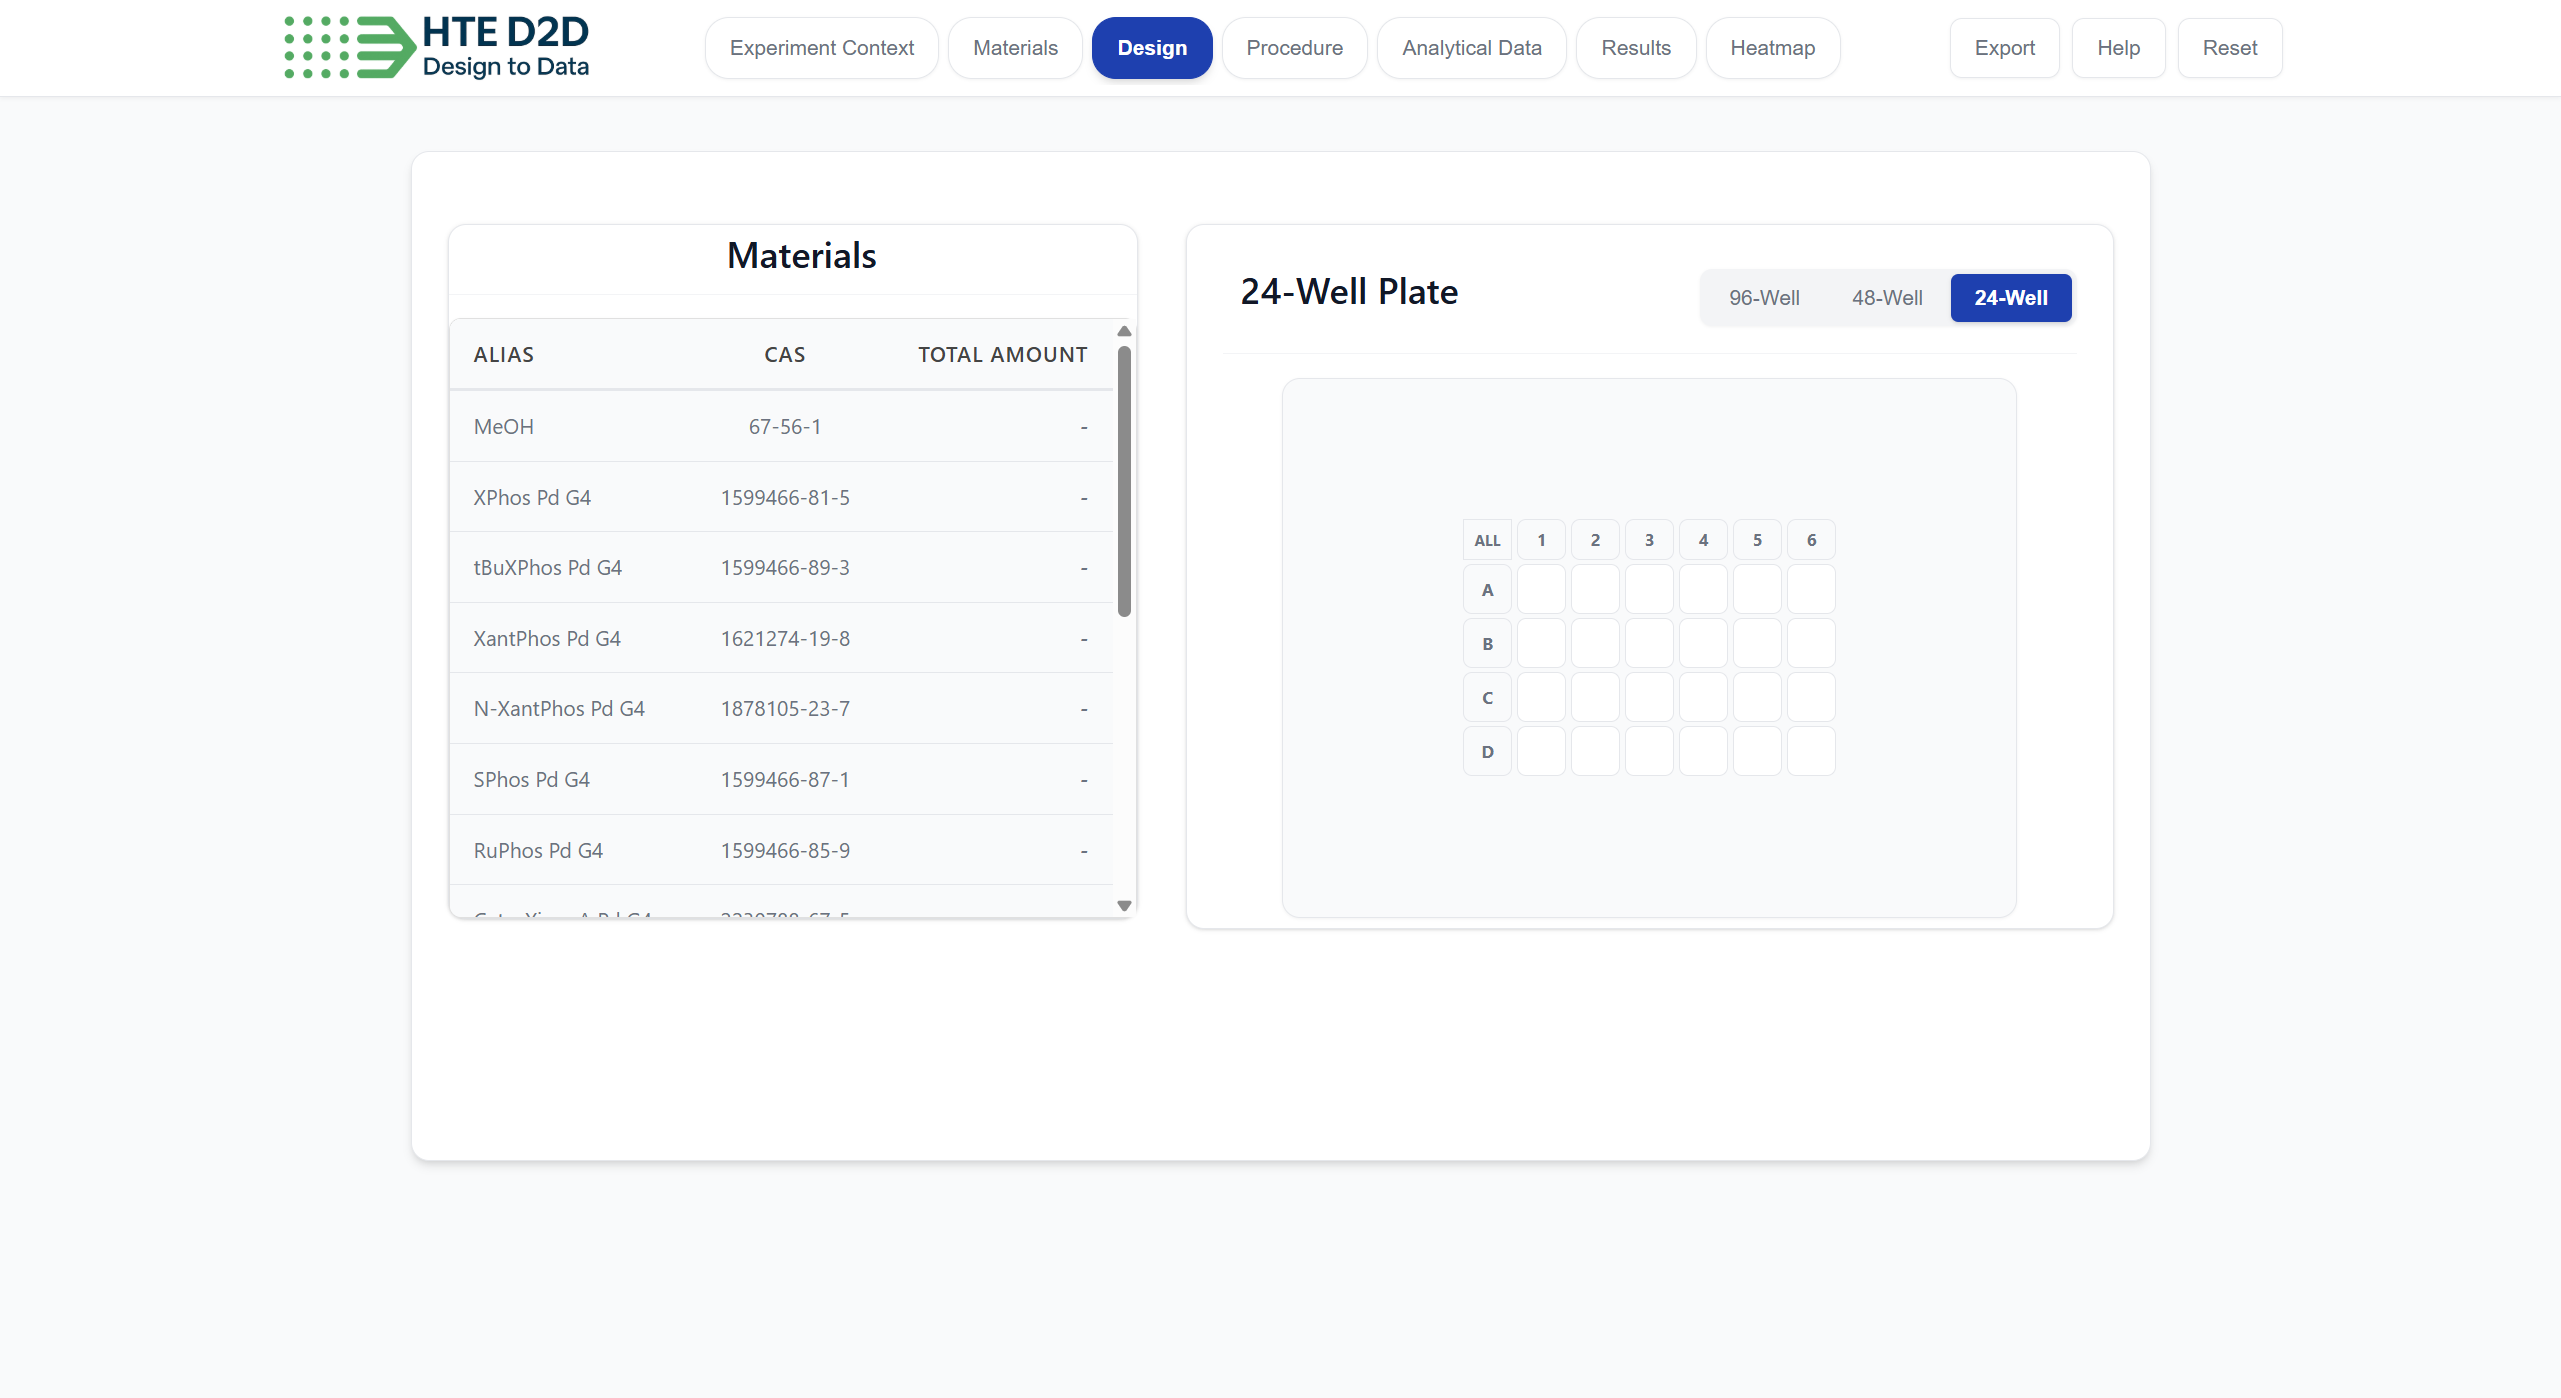 HTE D2D
Design to Data
Experiment Context
Materials
Design
Procedure
Analytical Data
Results
Heatmap
Export
Help
Reset
Materials
ALIAS CAS TOTAL AMOUNT
MeOH 67-56-1 -
XPhos Pd G4 1599466-81-5 -
tBuXPhos Pd G4 1599466-89-3 -
XantPhos Pd G4 1621274-19-8 -
N-XantPhos Pd G4 1878105-23-7 -
SPhos Pd G4 1599466-87-1 -
RuPhos Pd G4 1599466-85-9 -
24-Well Plate
96-Well 48-Well 24-Well
ALL 1 2 3 4 5 6
A
B
C
D